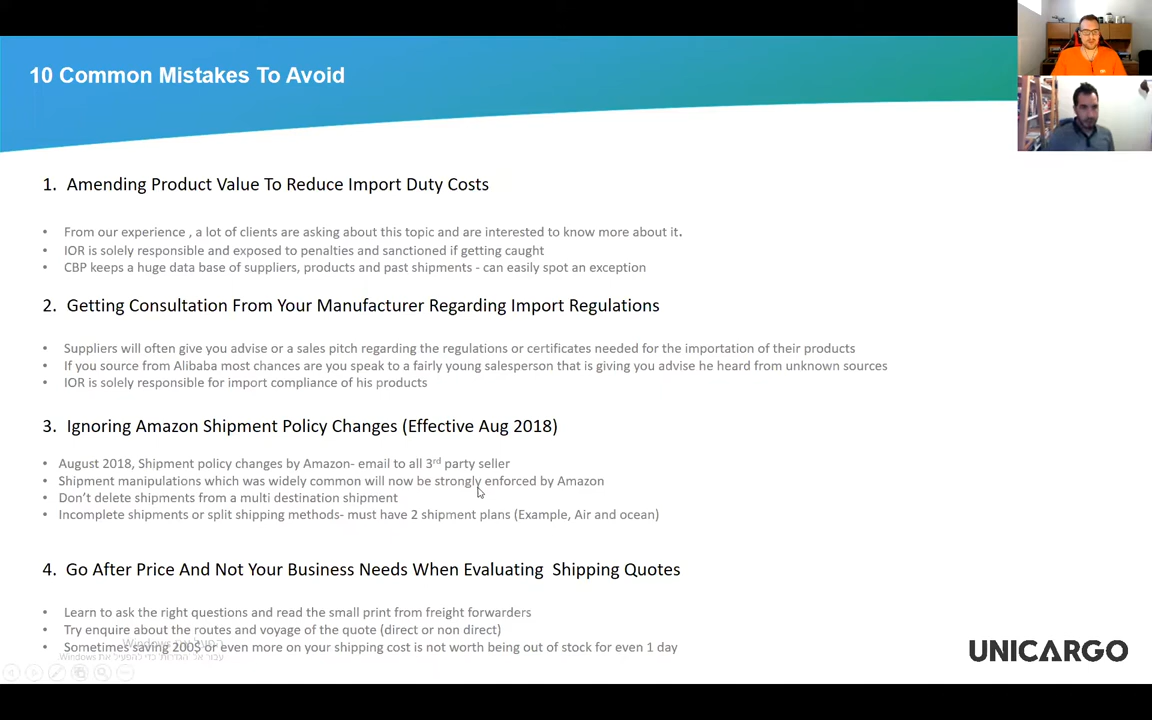 10 Common Mistakes To Avoid
1. Amending Product Value To Reduce Import Duty Costs
• From our experience , a lot of clients are asking about this topic and are interested to know more about it.
• IOR is solely responsible and exposed to penalties and sanctioned if getting caught
• CBP keeps a huge data base of suppliers, products and past shipments - can easily spot an exception
2. Getting Consultation From Your Manufacturer Regarding Import Regulations
• Suppliers will often give you advise or a sales pitch regarding the regulations or certificates needed for the importation of their products
• If you source from Alibaba most chances are you speak to a fairly young salesperson that is giving you advise he heard from unknown sources
• IOR is solely responsible for import compliance of his products
3. Ignoring Amazon Shipment Policy Changes (Effective Aug 2018)
• August 2018, Shipment policy changes by Amazon- email to all 3rd party seller
• Shipment manipulations which was widely common will now be strongly enforced by Amazon
• Don't delete shipments from a multi destination shipment
• Incomplete shipments or split shipping methods- must have 2 shipment plans (Example, Air and ocean)
4. Go After Price And Not Your Business Needs When Evaluating Shipping Quotes
• Learn to ask the right questions and read the small print from freight forwarders
• Try enquire about the routes and voyage of the quote (direct or non direct)
Windows
• Sometimes saving 200$ or even more on your shipping cost is not worth being out of stock for even 1 day
עבור אל 'הגדרות' כדי להפעיל את Windows.
UNICARGO